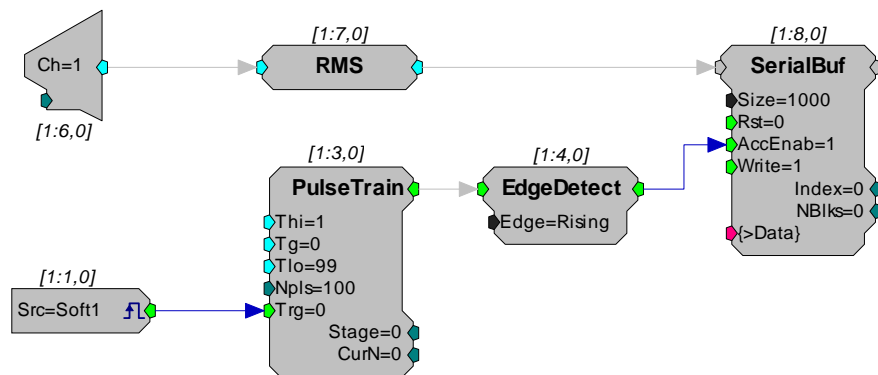 [1:7,0]
[1:8,0]
Ch=1
RMS
SerialBuf
[1:6,0]
Size=1000
Rst=0
AccEnab=1
Write=1
Index=0
NBlks=0
{>Data}
[1:3,0]
[1:4,0]
PulseTrain
EdgeDetect
Thi=1
Edge=Rising
Tg=0
Tlo=99
Npls=100
Trg=0
Stage=0
CurN=0
[1:1,0]
Src=Soft1